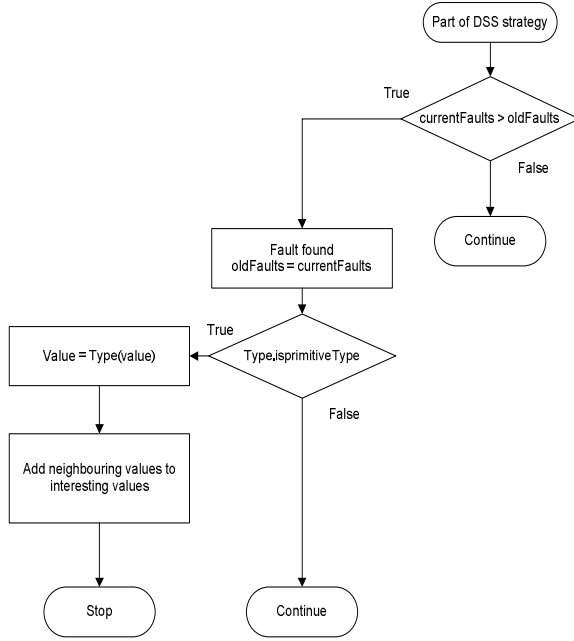 Part of DSS strategy
True
currentFaults > oldFaults
False
Continue
Fault found
oldFaults = currentFaults
True
Value = Type(value)
Type.isprimitiveType
False
Add neighbouring values to
interesting values
Stop
Continue